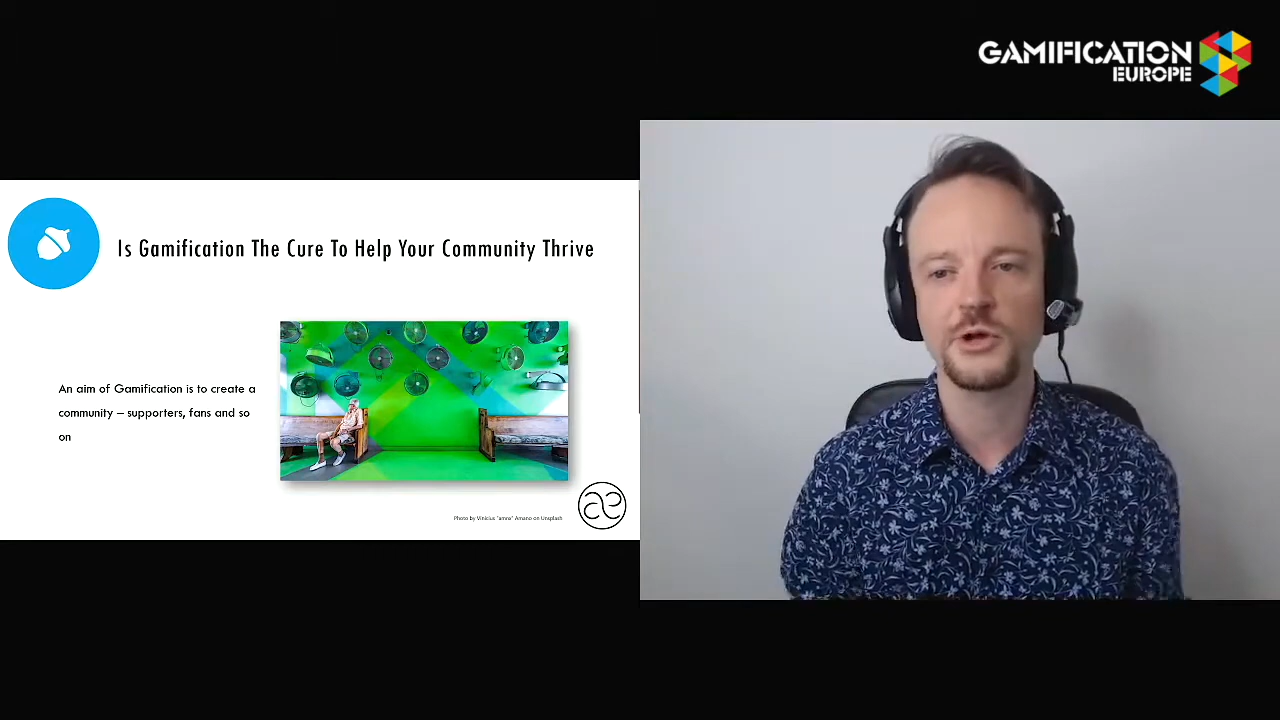 GAMIFICATION
EUROPE
Is Gamification The Cure To Help Your Community Thrive
An aim of Gamification is to create a
community – supporters, fans and so
on
Photo by Vinicius "amnx" Amano on Unsplash